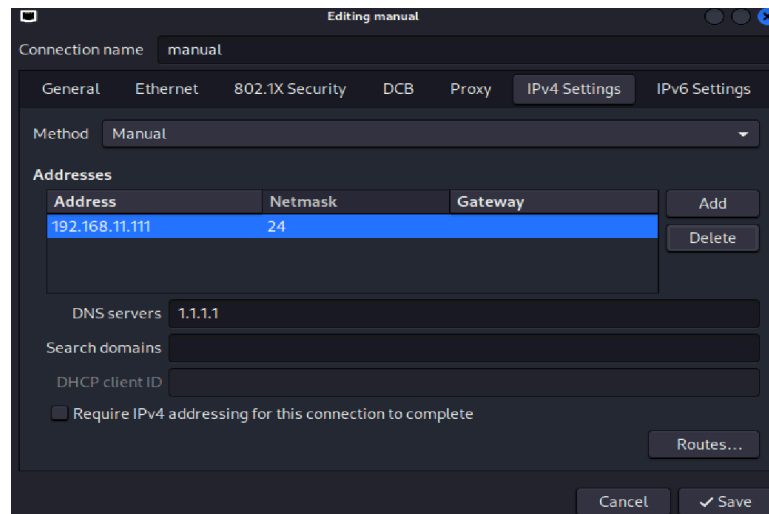 Editing manual
Connection name manual
General Ethernet 802.1X Security DCB Proxy IPv4 Settings IPv6 Settings
Method Manual
Addresses
Address Netmask Gateway Add
192.168.11.111 24
Delete
DNS servers 1.1.1.1
Search domains
DHCP client ID
Require IPv4 addressing for this connection to complete
Routes...
Cancel Save